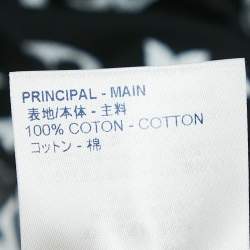 PRINCIPAL - MAIN
表地/本体 - 主料
100% COTON - COTTON
コットン - 棉